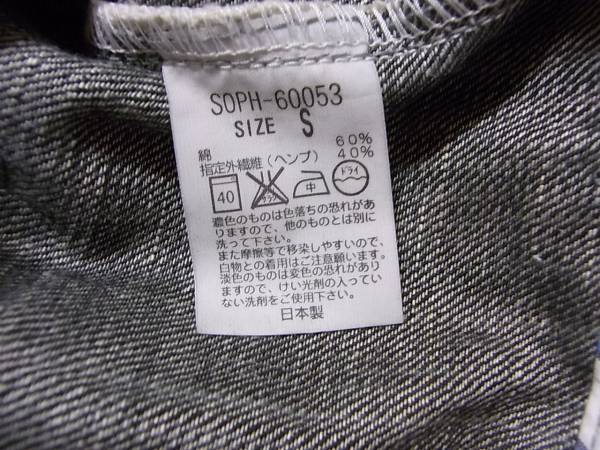 SOPH-60053
SIZE S
綿 60%
指定外繊維(ヘンプ) 40%
40 エンソサラシ 中 ドライ
濃色のものは色落ちの恐れがあ
りますので、他のものとは別に
洗って下さい。
また摩擦等で移染しやすいので、
白物との着用はご注意願います。
淡色のものは変色の恐れがあり
ますので、けい光剤の入ってい
ない洗剤をご使用下さい。
日本製